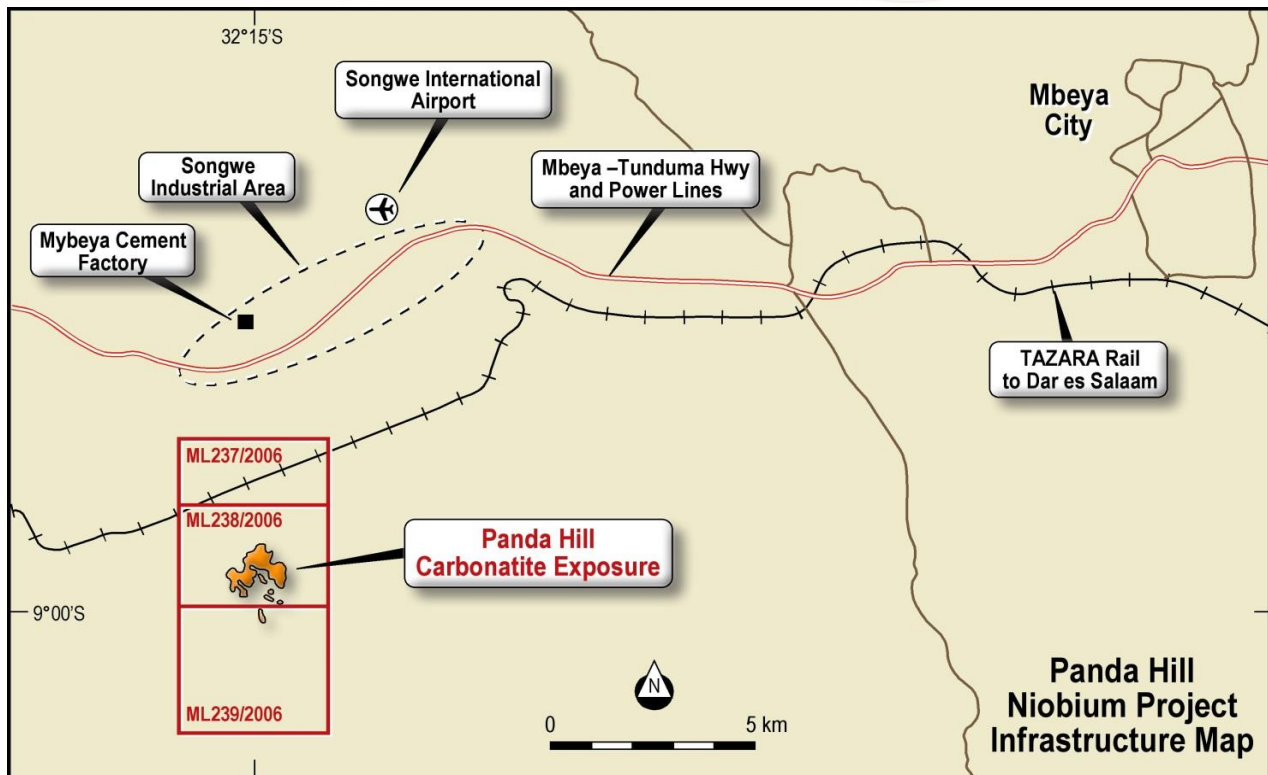 32°15'S
Songwe International
Airport
Mbeya
City
Songwe
Industrial Area
Mbeya –Tunduma Hwy
and Power Lines
Mybeya Cement
Factory
TAZARA Rail
to Dar es Salaam
ML237/2006
ML238/2006
Panda Hill
Carbonatite Exposure
9°00'S
N
ML239/2006
0 5 km
Panda Hill
Niobium Project
Infrastructure Map